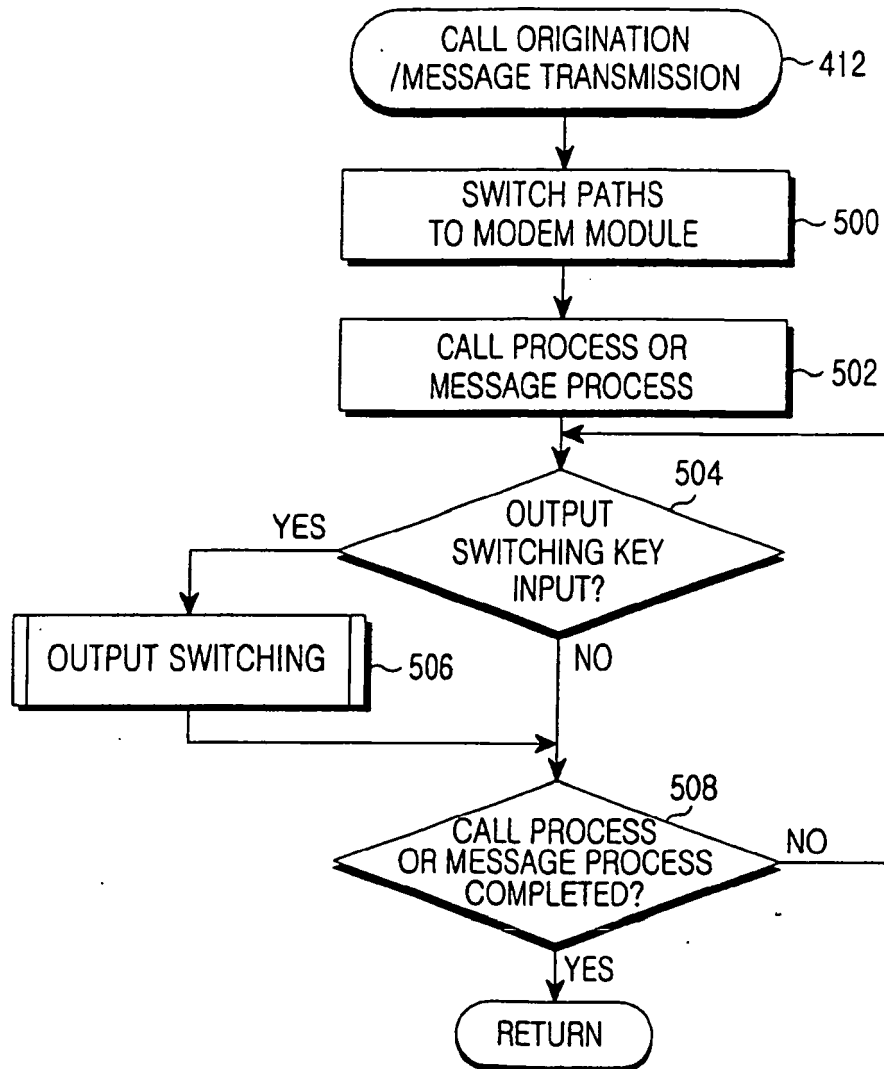 CALL ORIGINATION
/MESSAGE TRANSMISSION
412
SWITCH PATHS
TO MODEM MODULE
500
CALL PROCESS OR
MESSAGE PROCESS
502
504
YES
OUTPUT
SWITCHING KEY
INPUT?
OUTPUT SWITCHING
506
NO
508
CALL PROCESS
OR MESSAGE PROCESS
COMPLETED?
NO
YES
RETURN